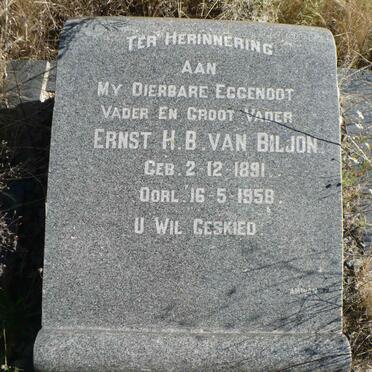 TER HERINNERING
AAN
MY DIERBARE EGGENOOT
VADER EN GROOT VADER
ERNST H.B. VAN BILJON
GEB. 2-12-1891.
OORL. 16-5-1958.
U WIL GESKIED